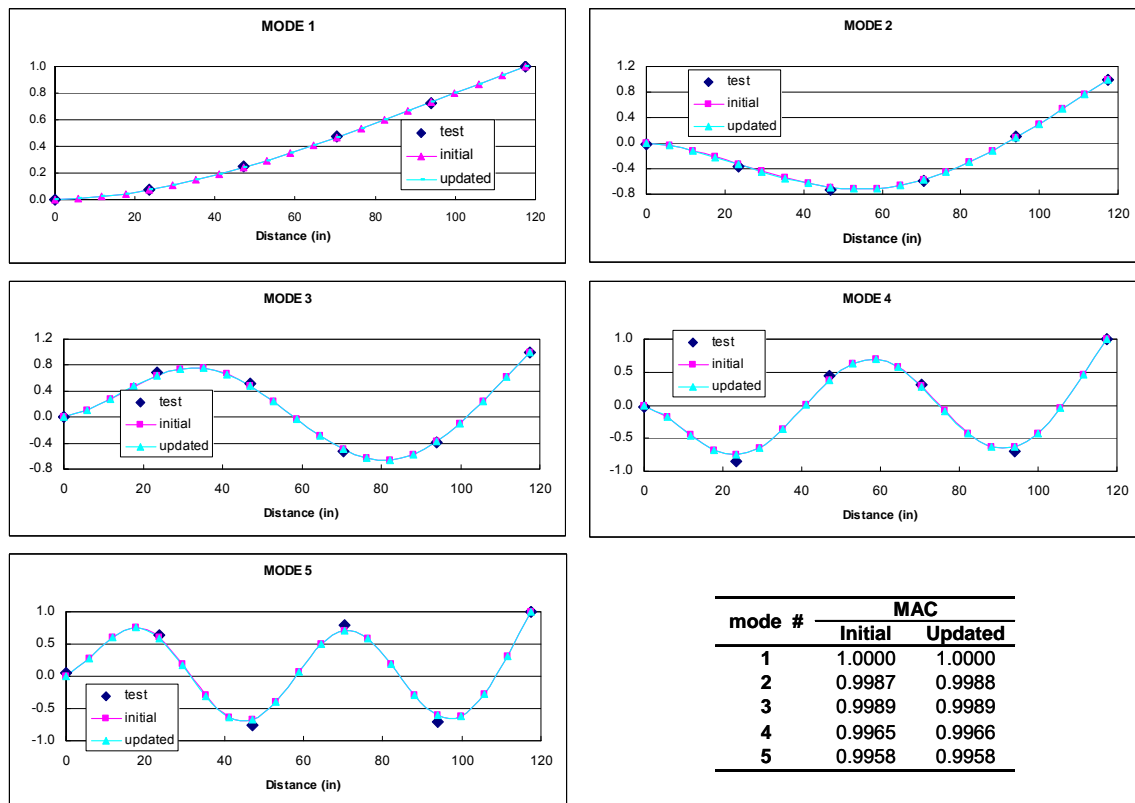 MODE 1
1.0
0.8
0.6
0.4
0.2
0.0
test
initial
updated
0 20 40 60 80 100 120
Distance (in)
MODE 2
1.2
0.8
0.4
0.0
-0.4
-0.8
test
initial
updated
0 20 40 60 80 100 120
Distance (in)
MODE 3
1.2
0.8
0.4
0.0
-0.4
-0.8
test
initial
updated
0 20 40 60 80 100 120
Distance (in)
MODE 4
1.0
0.5
0.0
-0.5
-1.0
test
initial
updated
0 20 40 60 80 100 120
Distance (in)
MODE 5
1.0
0.5
0.0
-0.5
-1.0
test
initial
updated
0 20 40 60 80 100 120
Distance (in)
mode # MAC
Initial Updated
1 1.0000 1.0000
2 0.9987 0.9988
3 0.9989 0.9989
4 0.9965 0.9966
5 0.9958 0.9958